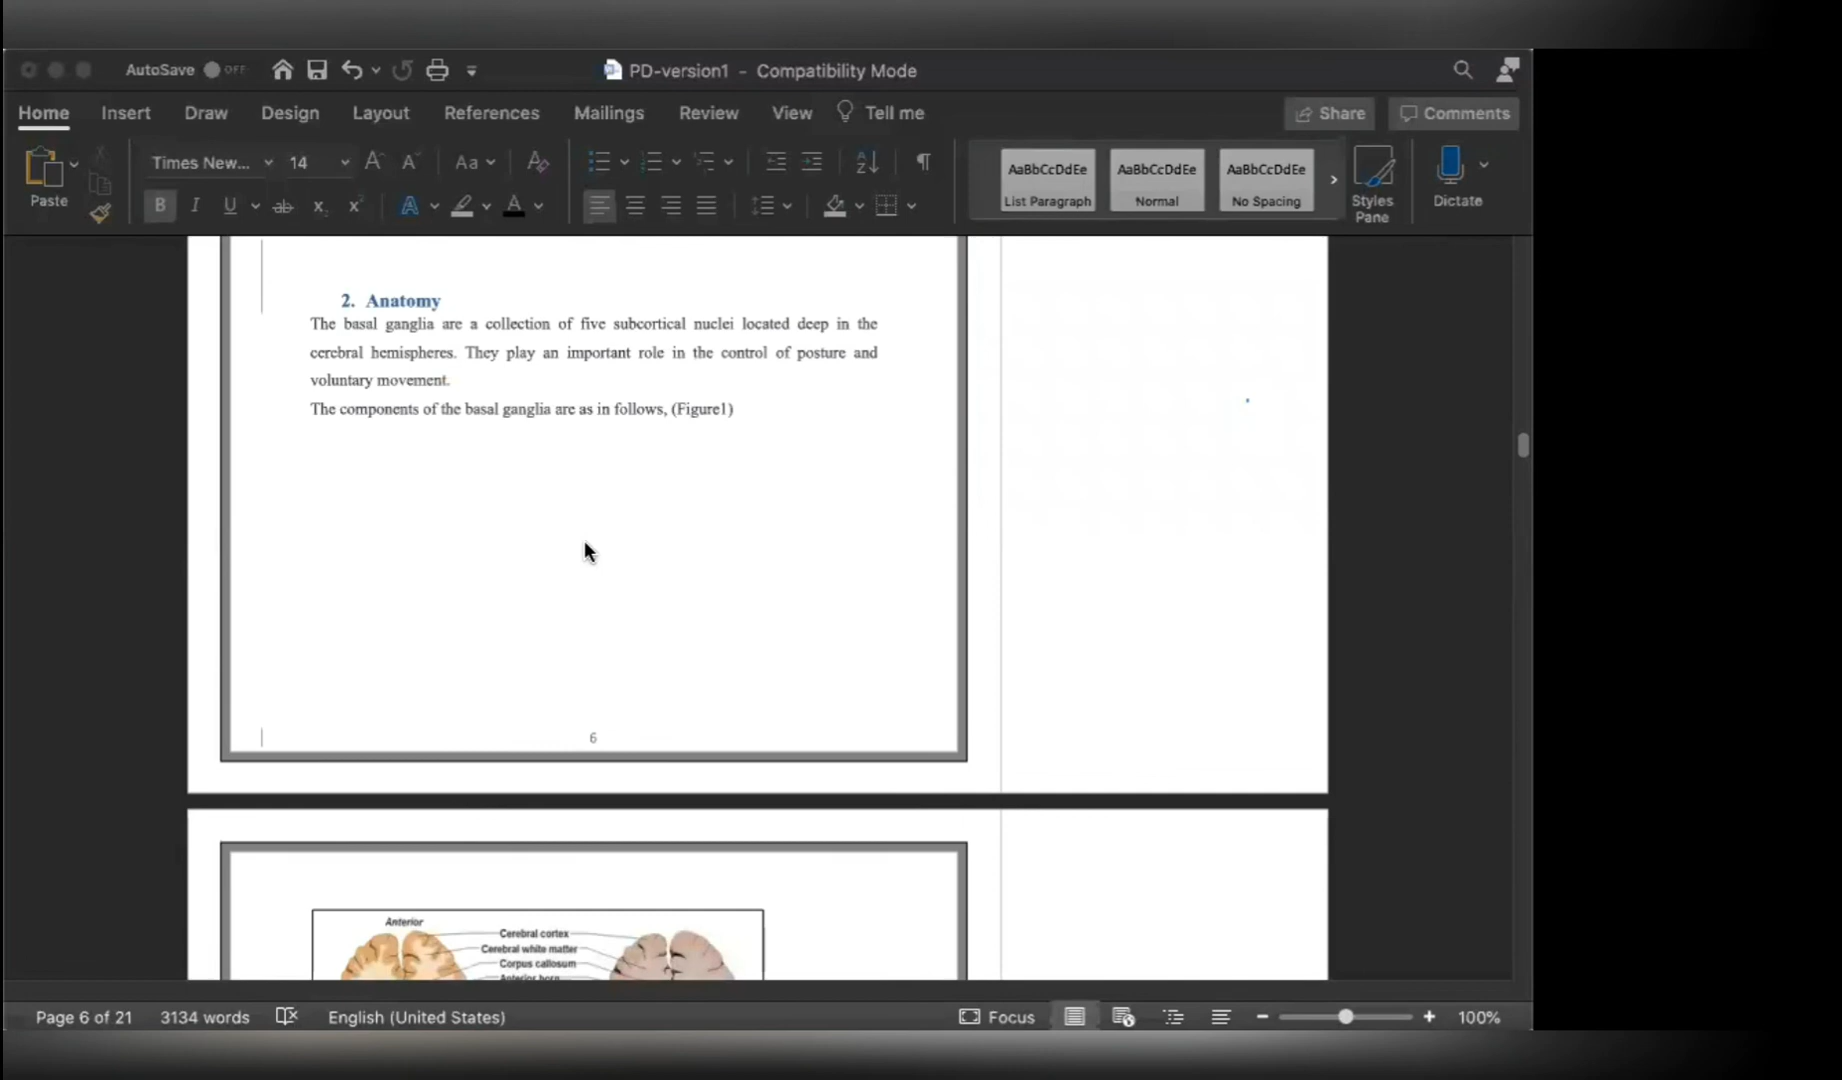 AutoSave OFF PD-version1 - Compatibility Mode
Home Insert Draw Design Layout References Mailings Review View Tell me Share Comments
Times New... 14 Aa
Paste
AaBbCcDdEe AaBbCcDdEe AaBbCcDdEe
List Paragraph Normal No Spacing
Styles Pane
Dictate
2. Anatomy
The basal ganglia are a collection of five subcortical nuclei located deep in the
cerebral hemispheres. They play an important role in the control of posture and
voluntary movement.
The components of the basal ganglia are as in follows, (Figure1)
6
Anterior
Cerebral cortex
Cerebral white matter
Corpus callosum
Anterior horn
Page 6 of 21 3134 words English (United States) Focus 100%